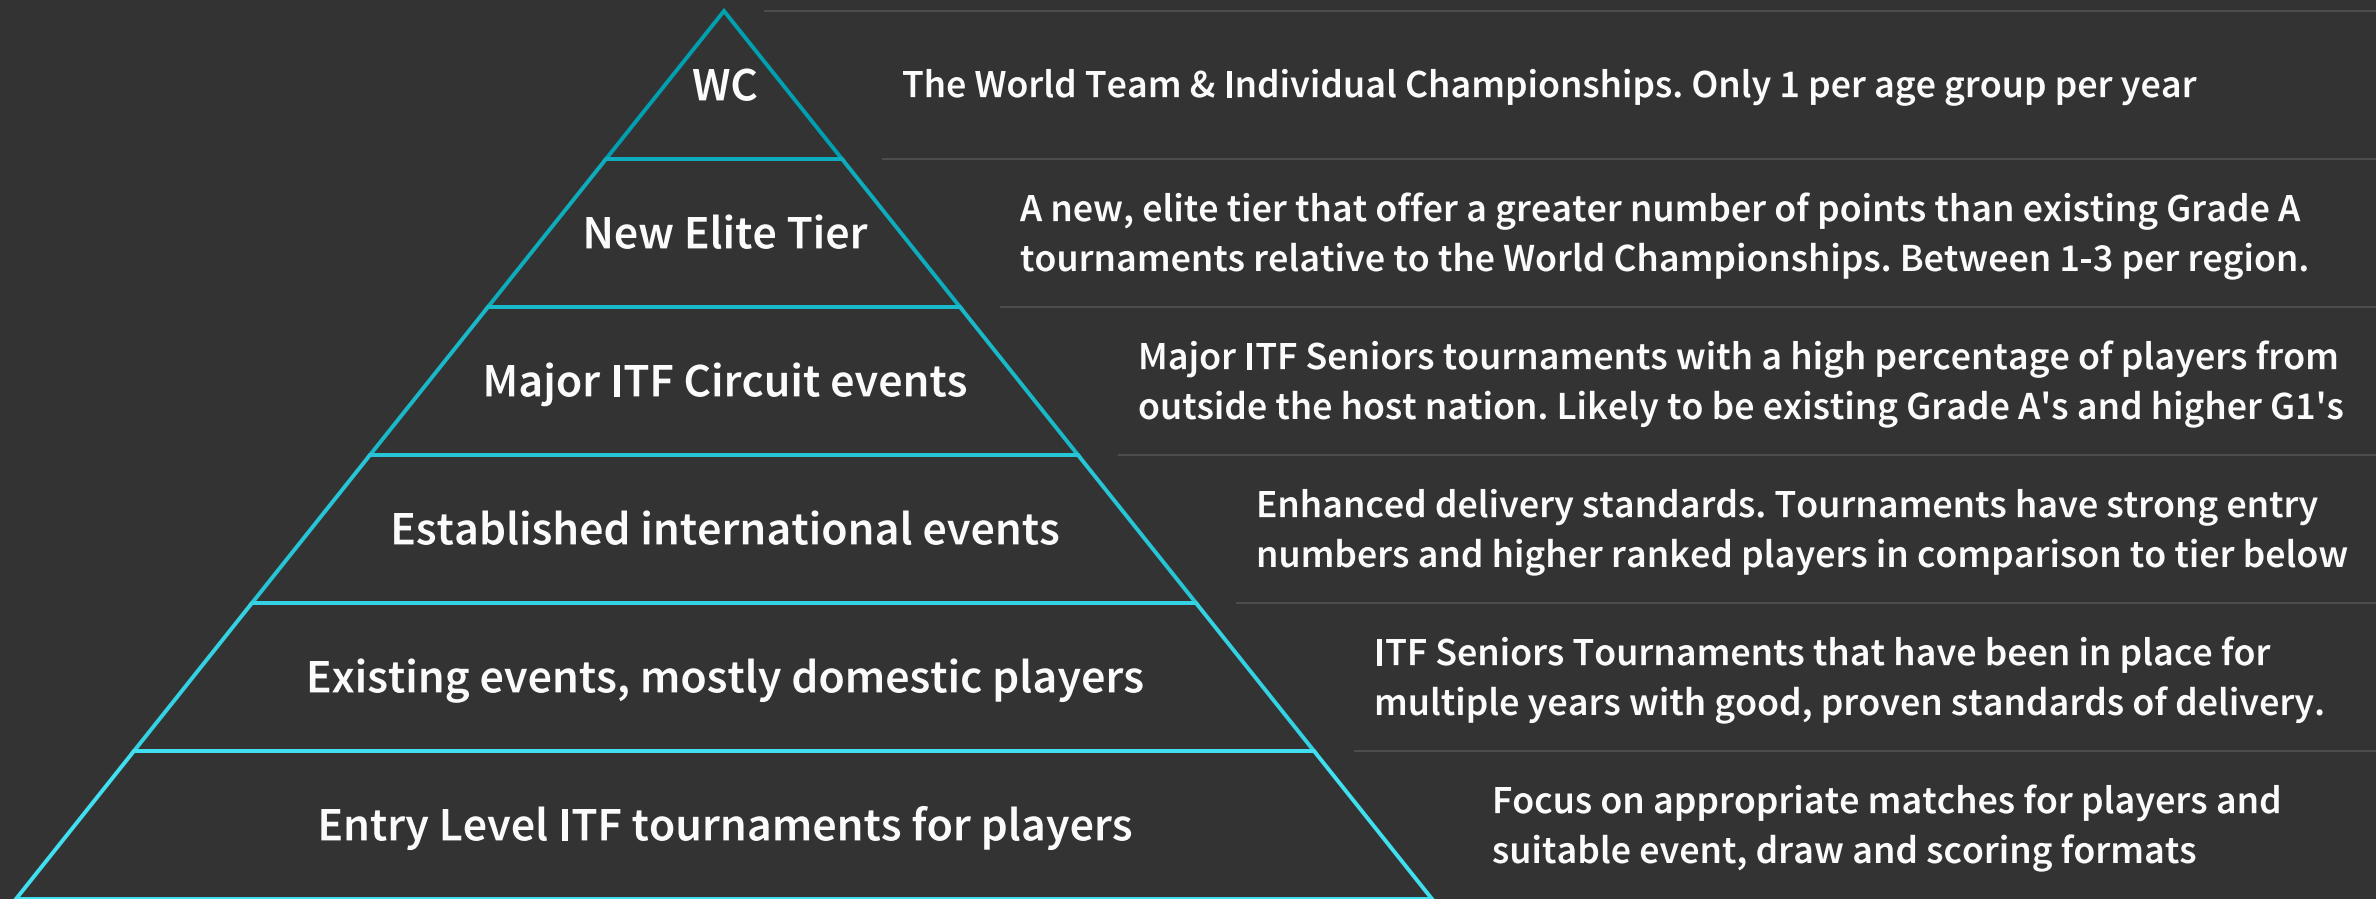 WC
The World Team & Individual Championships. Only 1 per age group per year
New Elite Tier
A new, elite tier that offer a greater number of points than existing Grade A
tournaments relative to the World Championships. Between 1-3 per region.
Major ITF Circuit events
Major ITF Seniors tournaments with a high percentage of players from
outside the host nation. Likely to be existing Grade A's and higher G1's
Established international events
Enhanced delivery standards. Tournaments have strong entry
numbers and higher ranked players in comparison to tier below
Existing events, mostly domestic players
ITF Seniors Tournaments that have been in place for
multiple years with good, proven standards of delivery.
Entry Level ITF tournaments for players
Focus on appropriate matches for players and
suitable event, draw and scoring formats